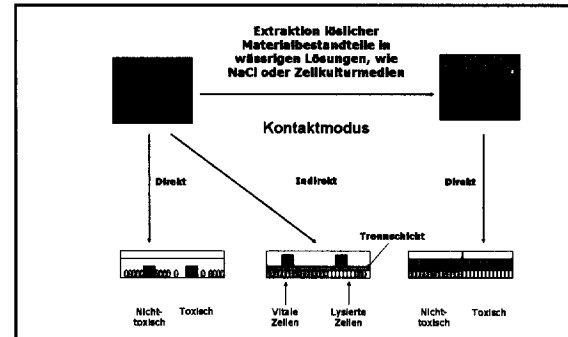 Extraktion löslicher
Materialbestandteile in
wässrigen Lösungen, wie
NaCl oder Zellkulturmedien
Kontaktmodus
Direkt
Indirekt
Direkt
Trennschicht
Nicht-
toxisch
Toxisch
Vitale
Zellen
Lysierte
Zellen
Nicht-
toxisch
Toxisch